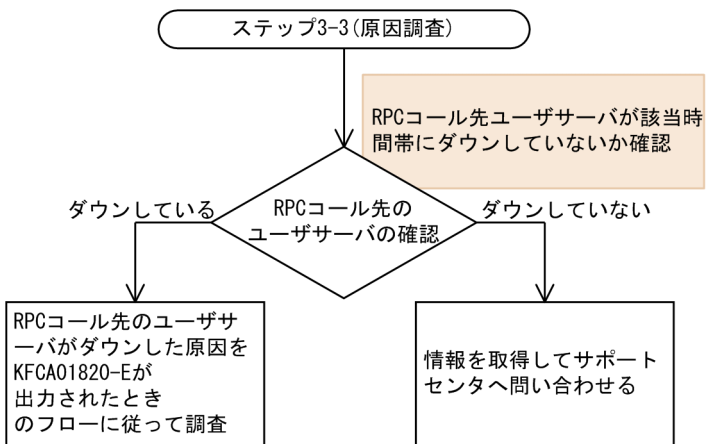 ステップ3-3(原因調査)
RPCコール先ユーザサーバが該当時
間帯にダウンしていないか確認
ダウンしている
RPCコール先の
ユーザサーバの確認
ダウンしていない
RPCコール先のユーザサ
ーバがダウンした原因を
KFCA01820-Eが
出力されたとき
のフローに従って調査
情報を取得してサポート
センタへ問い合わせる